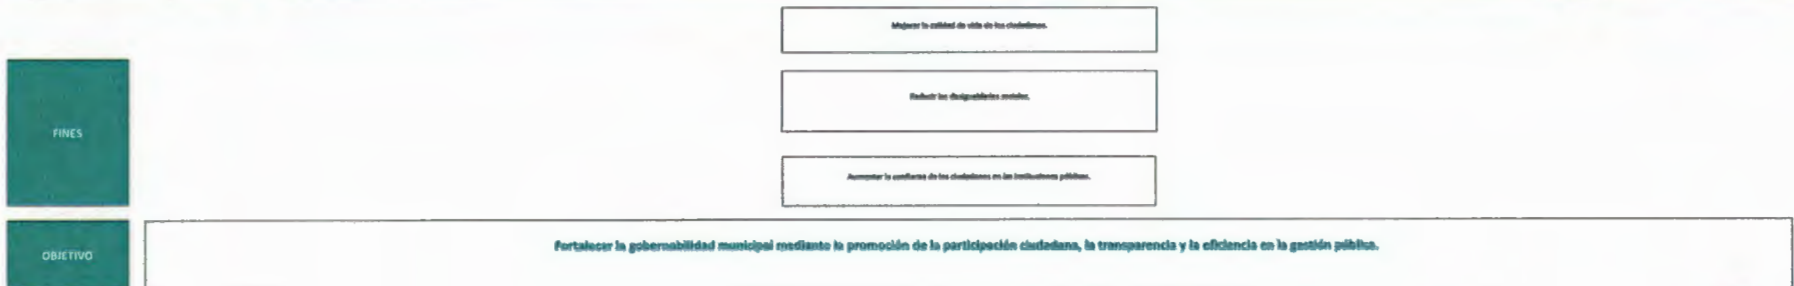 Mejorar la calidad de vida de los ciudadanos.
Reducir las desigualdades sociales.
FINES
Aumentar la confianza de los ciudadanos en las instituciones públicas.
OBJETIVO
Fortalecer la gobernabilidad municipal mediante la promoción de la participación ciudadana, la transparencia y la eficiencia en la gestión pública.